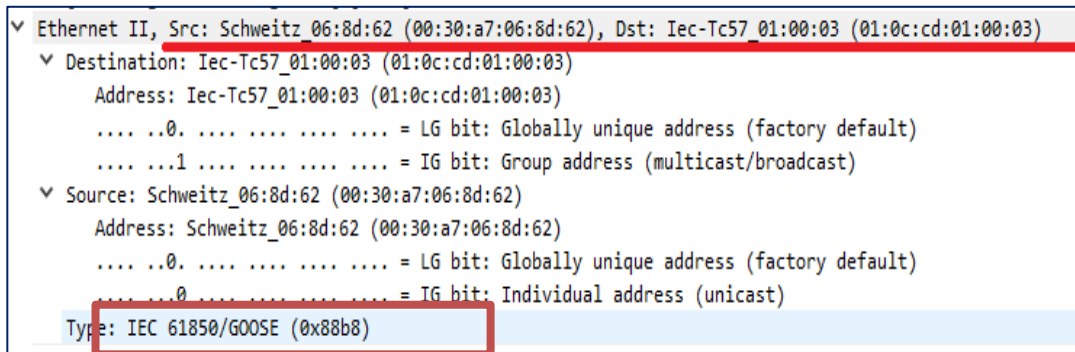 Ethernet II, Src: Schweitz_06:8d:62 (00:30:a7:06:8d:62), Dst: Iec-Tc57_01:00:03 (01:0c:cd:01:00:03)
Destination: Iec-Tc57_01:00:03 (01:0c:cd:01:00:03)
Address: Iec-Tc57_01:00:03 (01:0c:cd:01:00:03)
.... ..0. .... .... .... .... = LG bit: Globally unique address (factory default)
.... ...1 .... .... .... .... = IG bit: Group address (multicast/broadcast)
Source: Schweitz_06:8d:62 (00:30:a7:06:8d:62)
Address: Schweitz_06:8d:62 (00:30:a7:06:8d:62)
.... ..0. .... .... .... .... = LG bit: Globally unique address (factory default)
.... ...0 .... .... .... .... = IG bit: Individual address (unicast)
Type: IEC 61850/GOOSE (0x88b8)